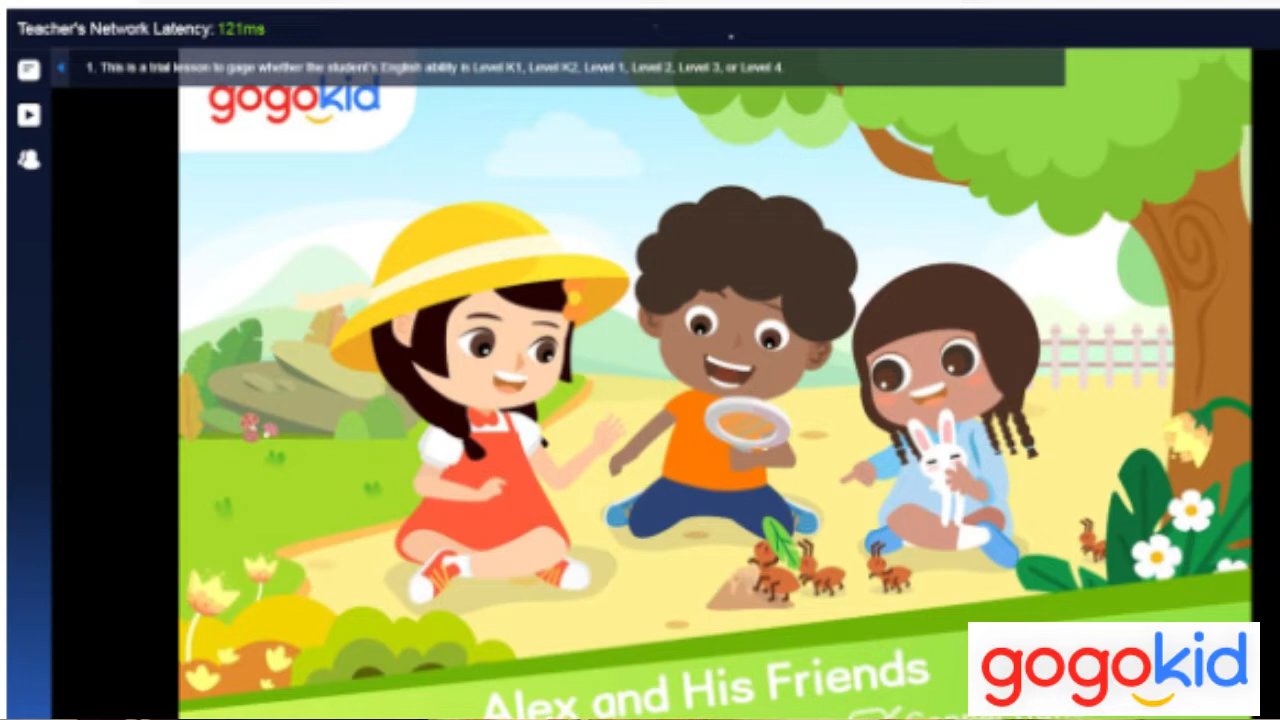 Teacher's Network Latency: 121ms
1. This is a trial lesson to gage whether the student's English ability is Level K1, Level K2, Level 1, Level 2, Level 3, or Level 4.
gogokid
Alex and His Friends
gogokid